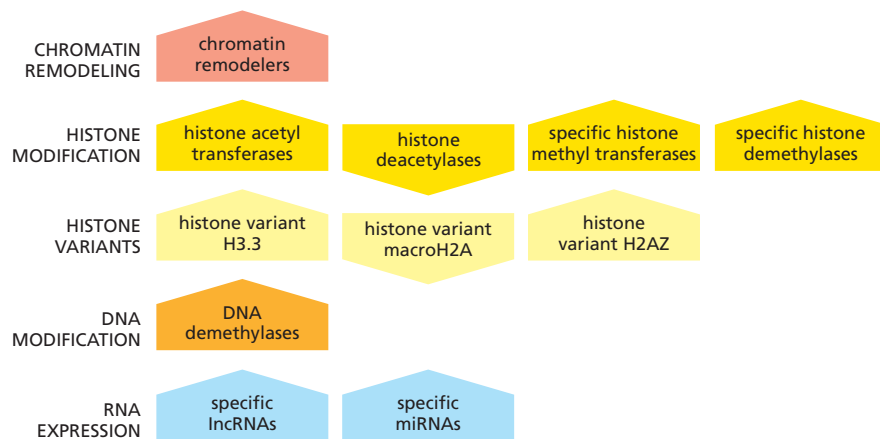 CHROMATIN
REMODELING
chromatin
remodelers
HISTONE
MODIFICATION
histone acetyl
transferases
histone
deacetylases
specific histone
methyl transferases
specific histone
demethylases
HISTONE
VARIANTS
histone variant
H3.3
histone variant
macroH2A
histone
variant H2AZ
DNA
MODIFICATION
DNA
demethylases
RNA
EXPRESSION
specific
lncRNAs
specific
miRNAs